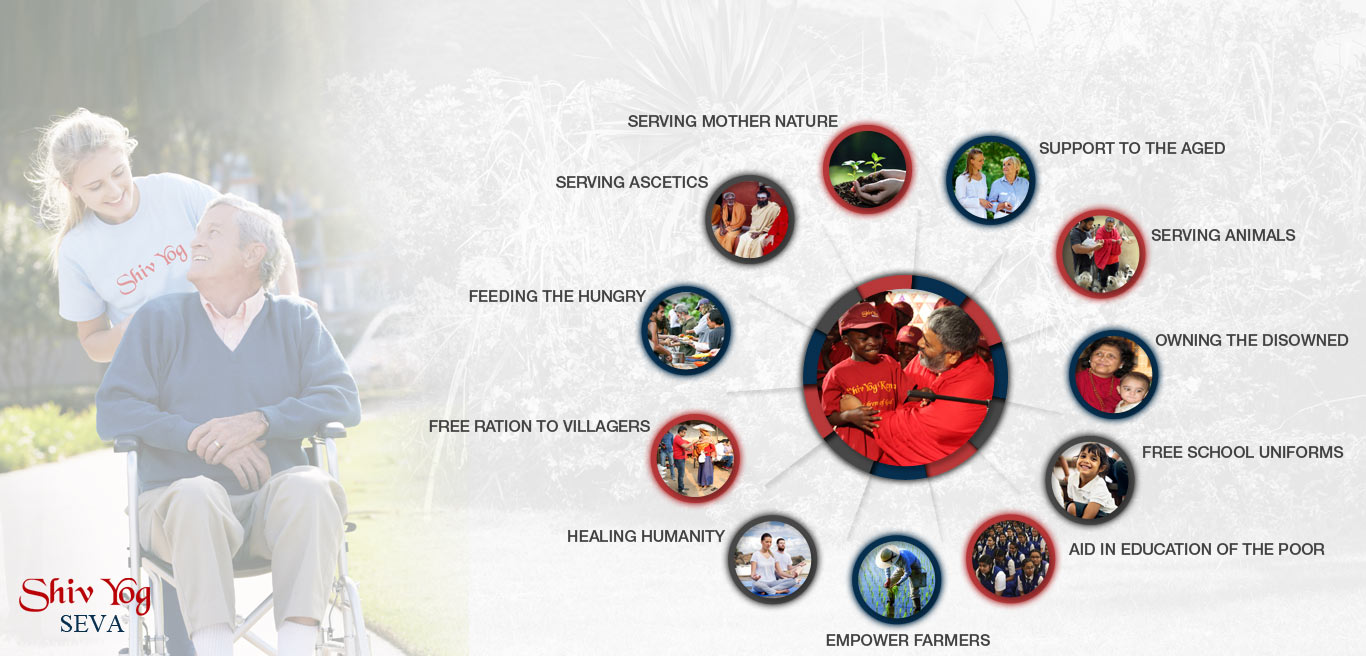 SERVING MOTHER NATURE
SUPPORT TO THE AGED
SERVING ASCETICS
SERVING ANIMALS
FEEDING THE HUNGRY
OWNING THE DISOWNED
FREE RATION TO VILLAGERS
FREE SCHOOL UNIFORMS
HEALING HUMANITY
AID IN EDUCATION OF THE POOR
EMPOWER FARMERS
Shiv Yog
Shiv Yog
Shiv Yog
SEVA